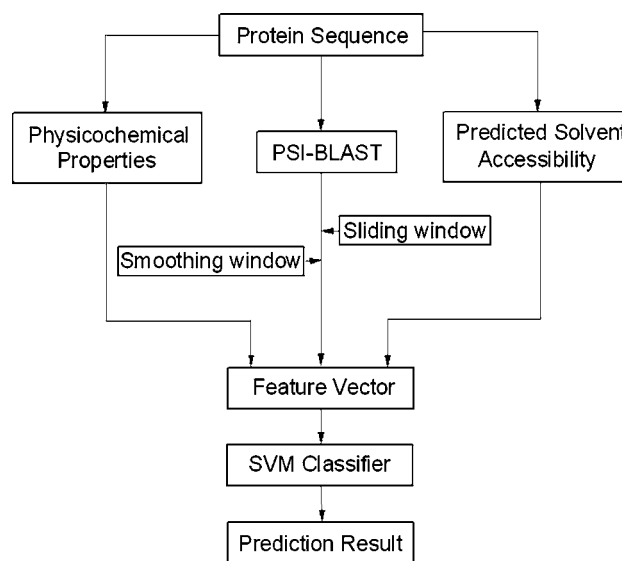 Protein Sequence
Physicochemical
Properties
PSI-BLAST
Predicted Solvent
Accessibility
Sliding window
Smoothing window
Feature Vector
SVM Classifier
Prediction Result